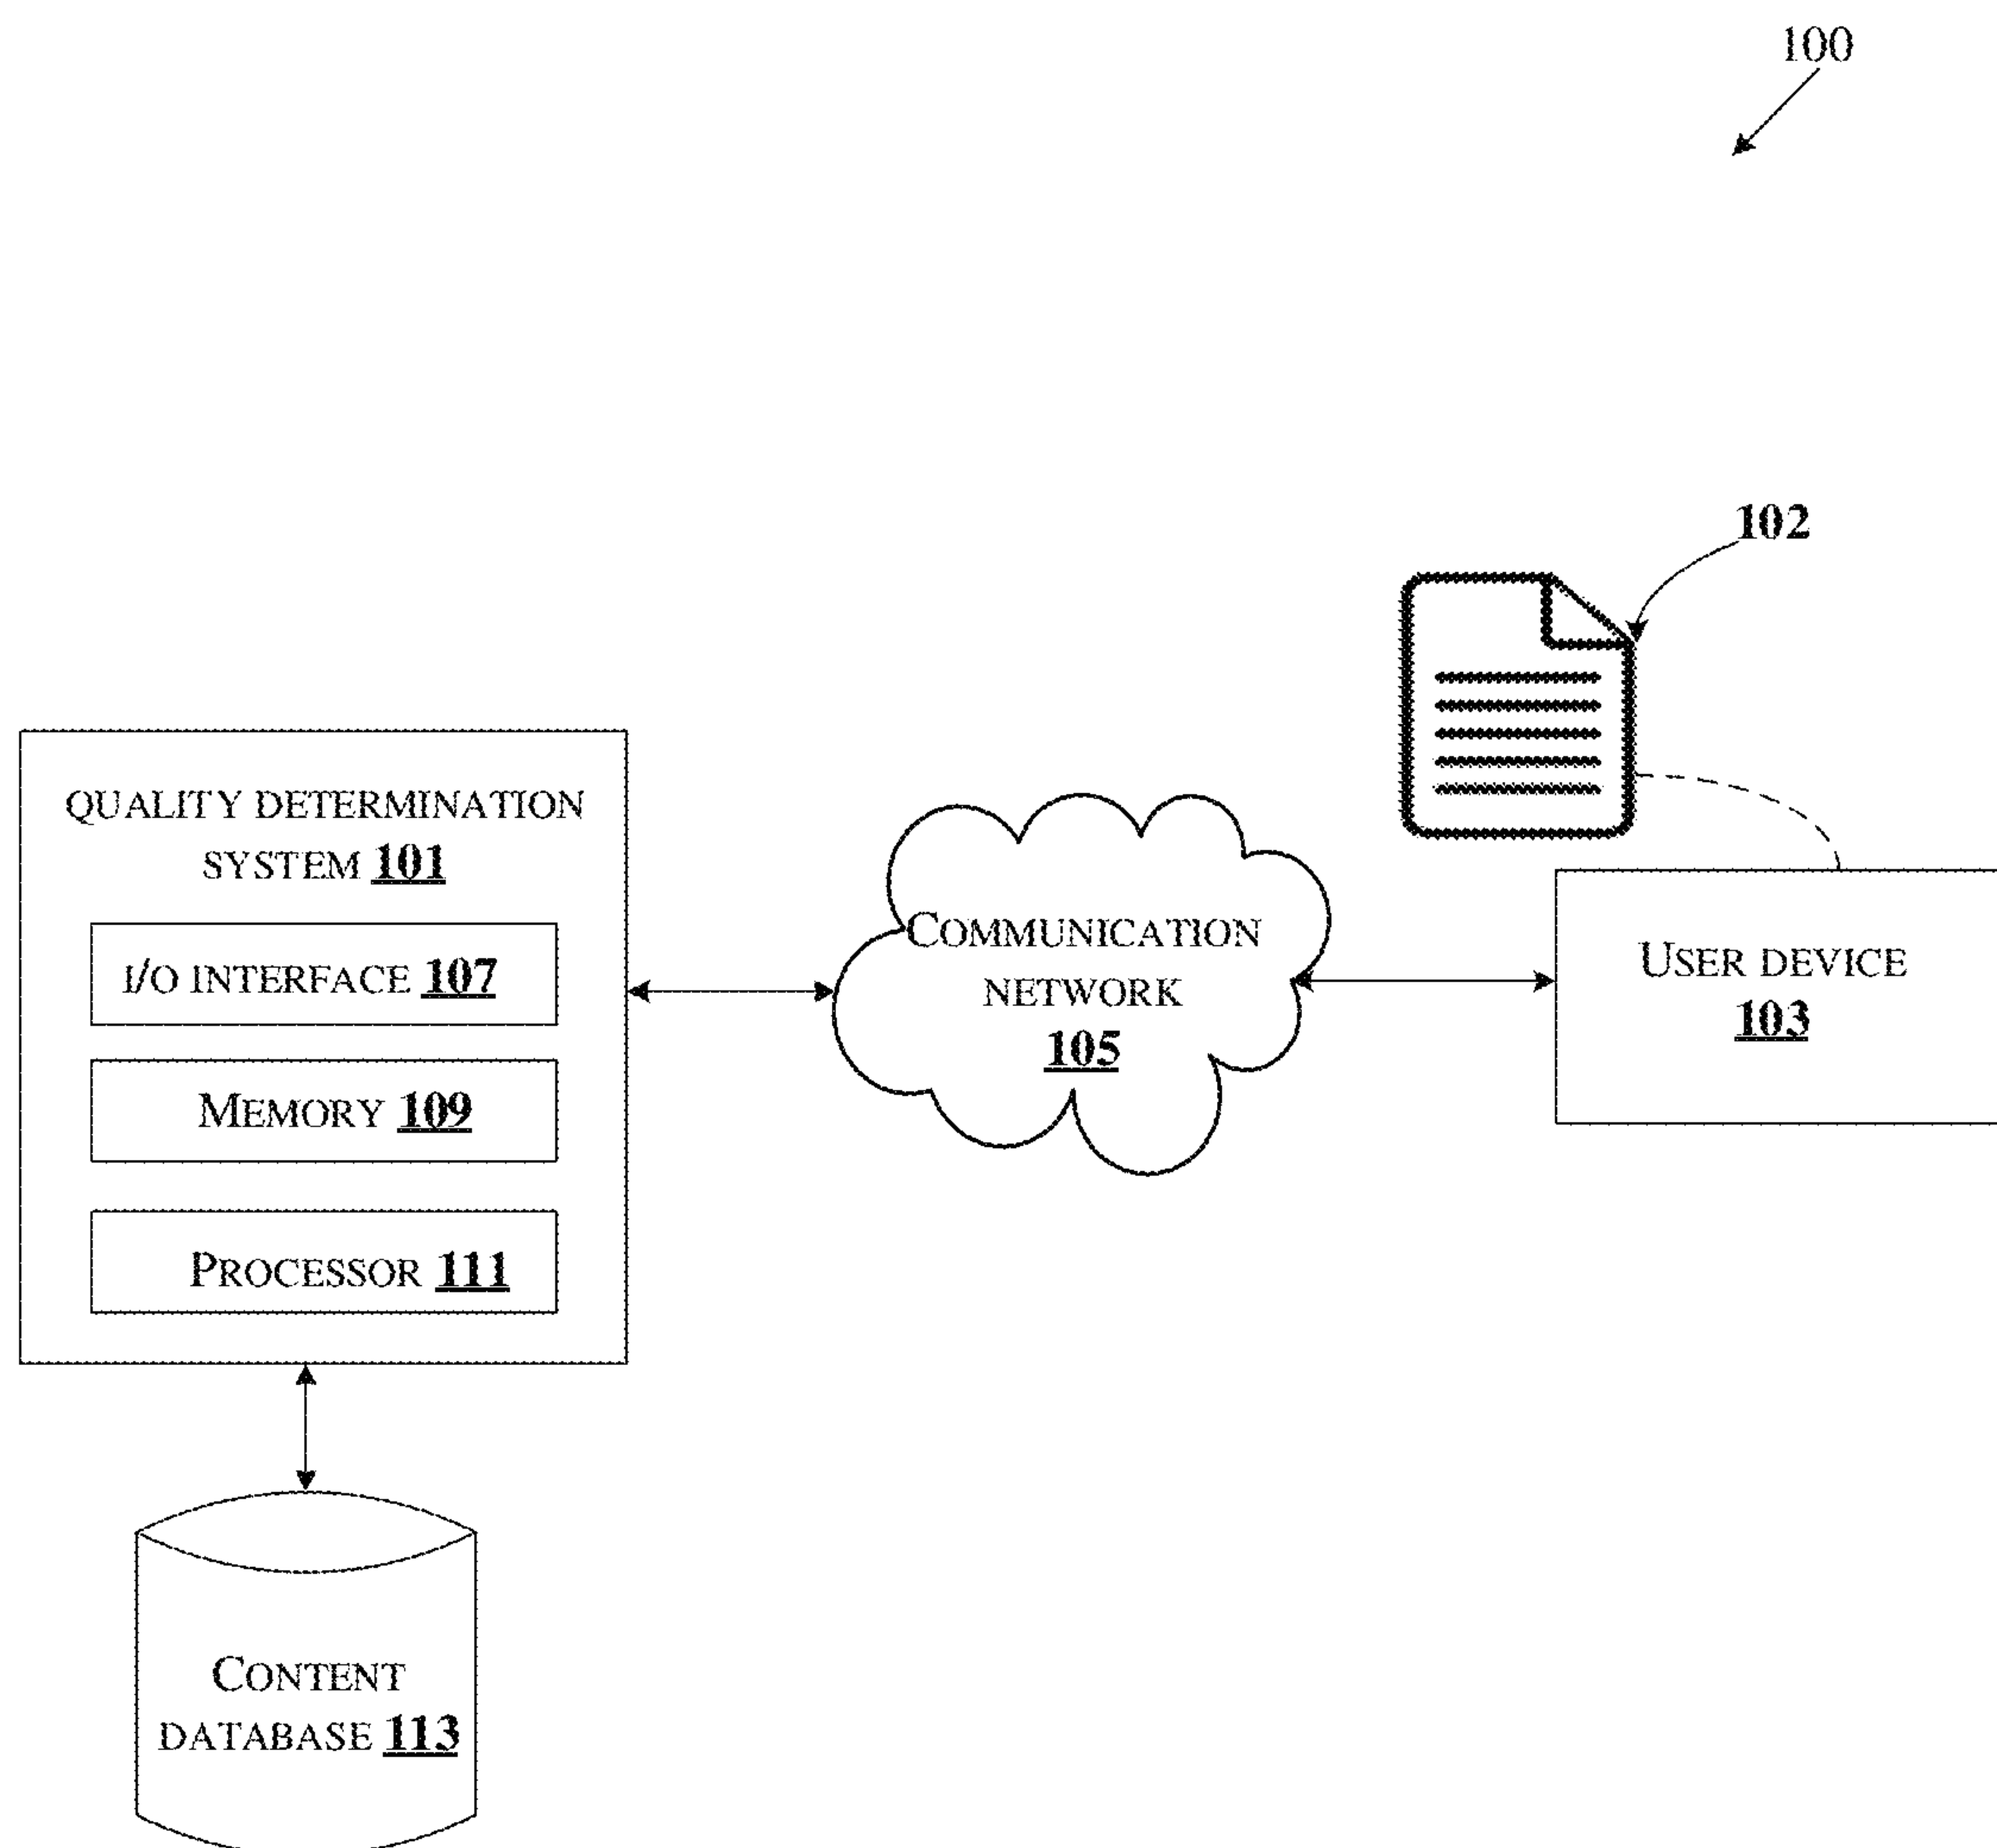 100
102
QUALITY DETERMINATION
SYSTEM 101
I/O INTERFACE 107
MEMORY 109
PROCESSOR 111
COMMUNICATION
NETWORK
105
USER DEVICE
103
CONTENT
DATABASE 113